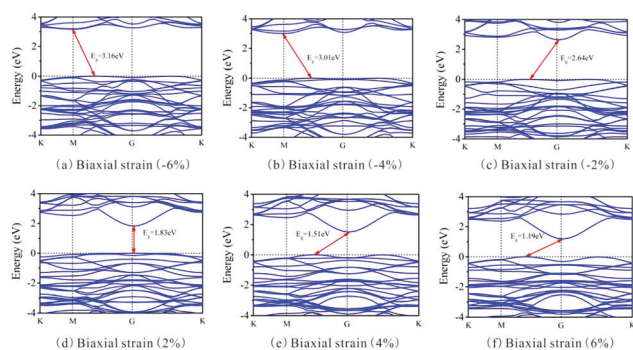 Energy (eV)
4
2
0
-2
-4
E_g=3.16eV
K M G K
(a) Biaxial strain (-6%)
Energy (eV)
4
2
0
-2
-4
E_g=3.01eV
K M G K
(b) Biaxial strain (-4%)
Energy (eV)
4
2
0
-2
-4
E_g=2.64eV
K M G K
(c) Biaxial strain (-2%)
Energy (eV)
4
2
0
-2
-4
E_g=1.83eV
K M G K
(d) Biaxial strain (2%)
Energy (eV)
4
2
0
-2
-4
E_g=1.51eV
K M G K
(e) Biaxial strain (4%)
Energy (eV)
4
2
0
-2
-4
E_g=1.19eV
K M G K
(f) Biaxial strain (6%)